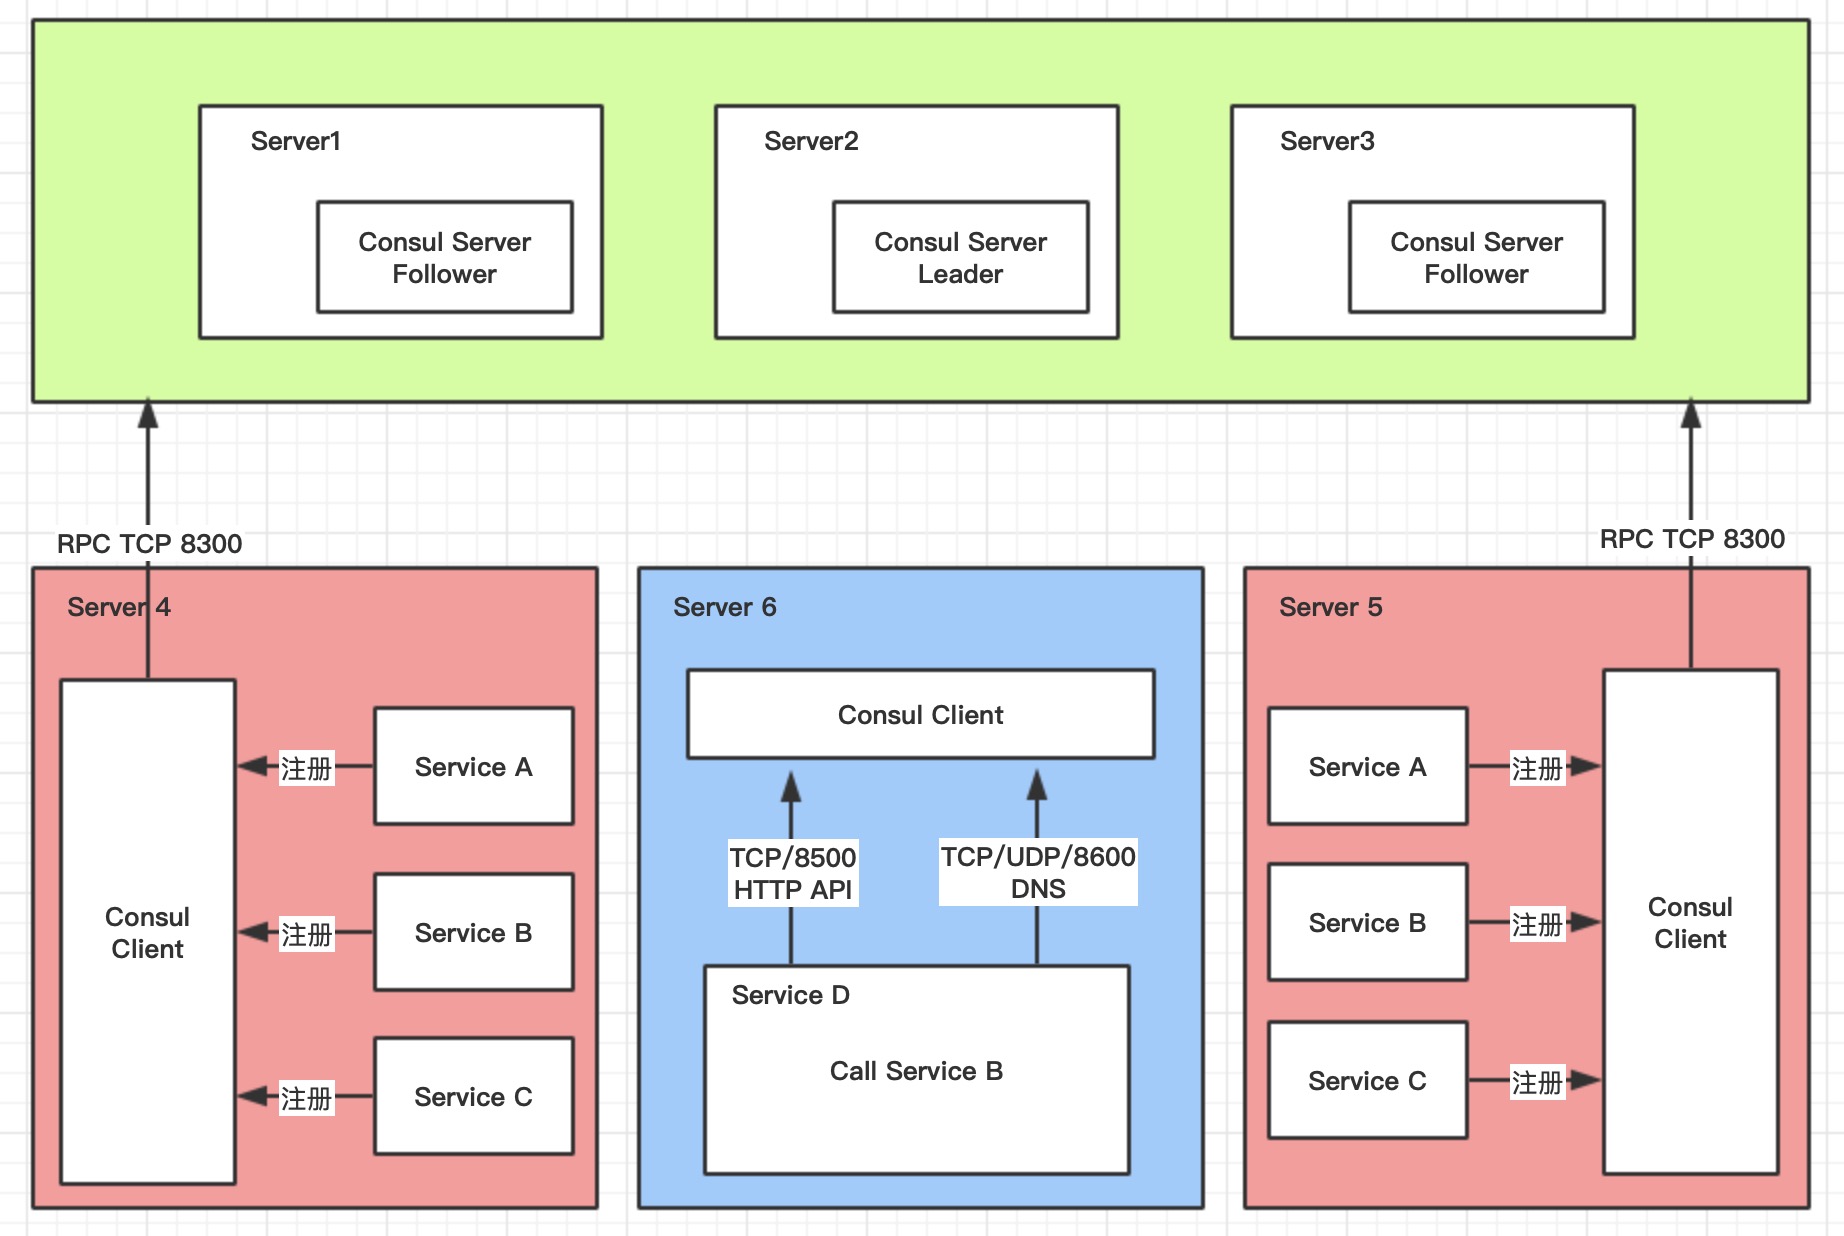 Server1
Consul Server
Follower
Server2
Consul Server
Leader
Server3
Consul Server
Follower
RPC TCP 8300
RPC TCP 8300
Server 4
Consul
Client
注册
Service A
注册
Service B
注册
Service C
Server 6
Consul Client
TCP/8500
HTTP API
TCP/UDP/8600
DNS
Service D
Call Service B
Server 5
Service A
注册
Service B
注册
Service C
注册
Consul
Client